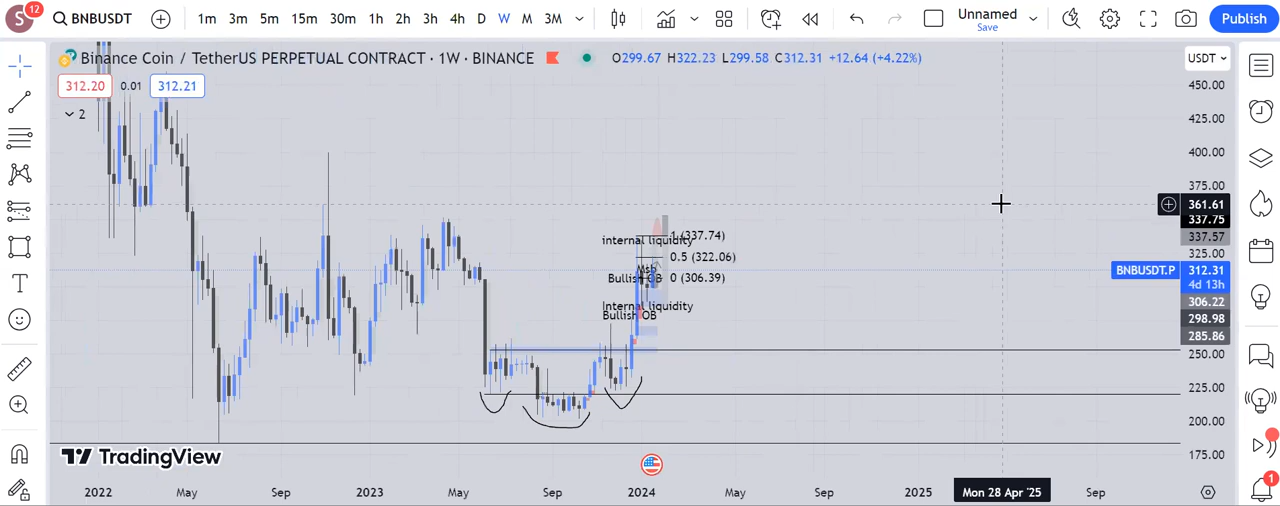 S 12 BNBUSDT 1m 3m 5m 15m 30m 1h 2h 3h 4h D W M 3M Unnamed Save Publish
Binance Coin / TetherUS PERPETUAL CONTRACT · 1W · BINANCE O299.67 H322.23 L299.58 C312.31 +12.64 (+4.22%) USDT
312.20 0.01 312.21
2
450.00
425.00
400.00
375.00
361.61
337.75
337.57
325.00
BNBUSDT.P 312.31
4d 13h
306.22
298.98
285.86
250.00
225.00
200.00
175.00
1 (337.74)
internal liquidity
0.5 (322.06)
Msb
Bullish OB 0 (306.39)
Internal liquidity
Bullish OB
TradingView
2022 May Sep 2023 May Sep 2024 May Sep 2025 Mon 28 Apr '25 Sep
1